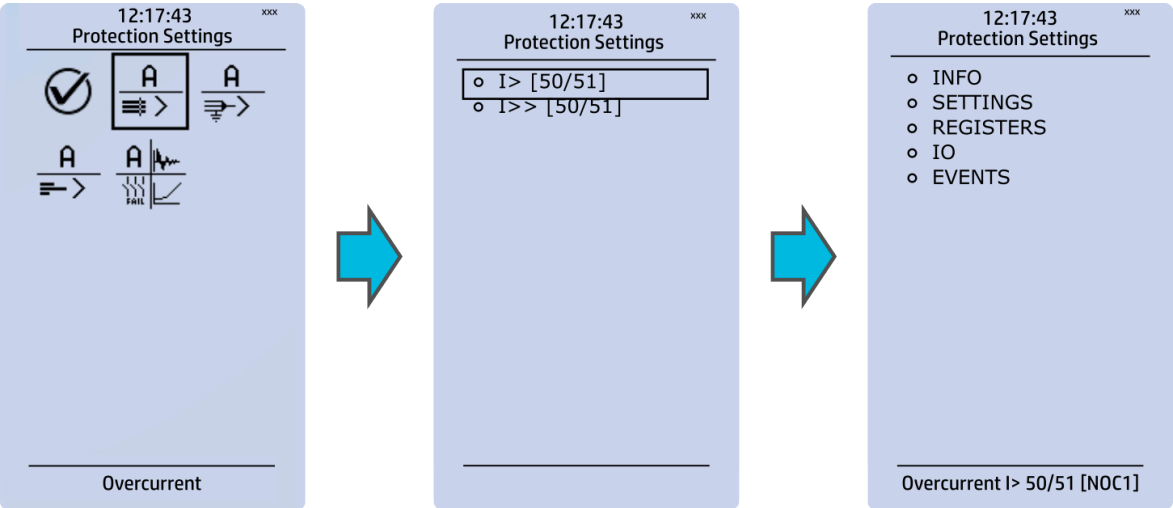 12:17:43 xxx
Protection Settings
A
A
A
A
FAIL
Overcurrent
12:17:43 xxx
Protection Settings
I> [50/51]
I>> [50/51]
12:17:43 xxx
Protection Settings
INFO
SETTINGS
REGISTERS
IO
EVENTS
Overcurrent I> 50/51 [NOC1]